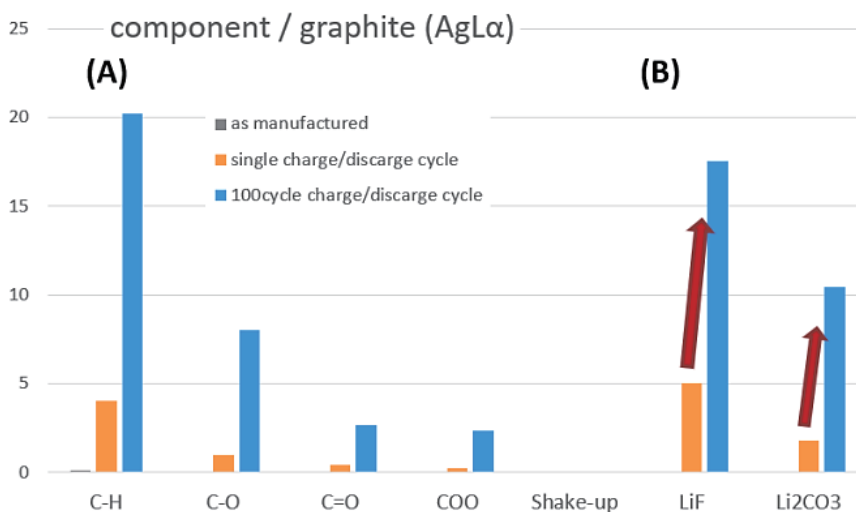 component / graphite (AgLα)
(A)
(B)
as manufactured
single charge/discarge cycle
100cycle charge/discarge cycle
25
20
15
10
5
0
C-H C-O C=O COO Shake-up LiF Li2CO3